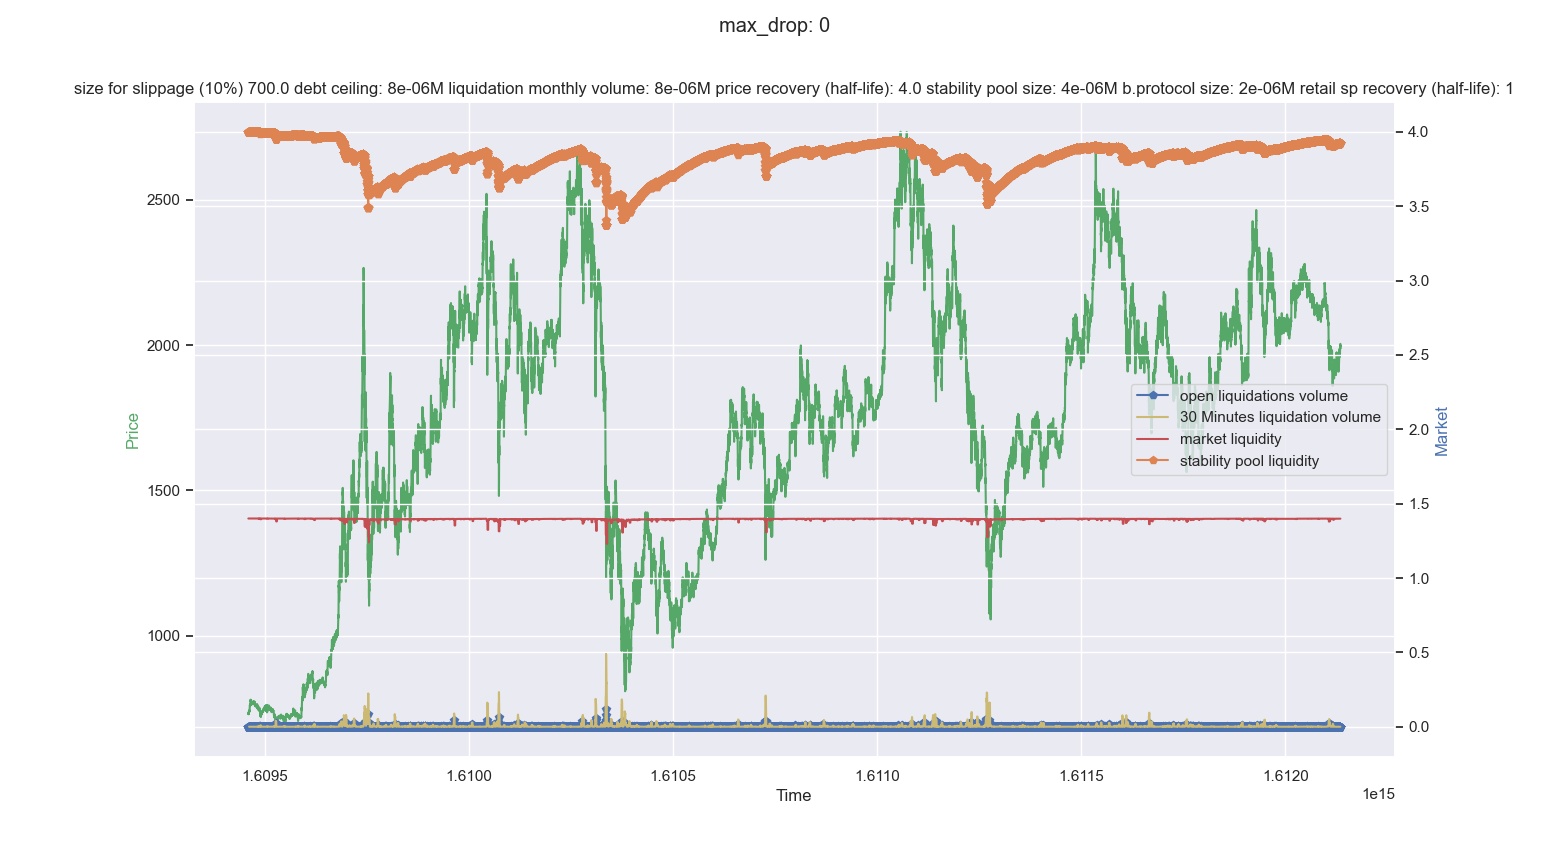 max_drop: 0
size for slippage (10%) 700.0 debt ceiling: 8e-06M liquidation monthly volume: 8e-06M price recovery (half-life): 4.0 stability pool size: 4e-06M b.protocol size: 2e-06M retail sp recovery (half-life): 1
4.0
3.5
3.0
2.5
2.0
1.5
1.0
0.5
0.0
Market
2500
2000
1500
1000
Price
open liquidations volume
30 Minutes liquidation volume
market liquidity
stability pool liquidity
1.6095 1.6100 1.6105 1.6110 1.6115 1.6120
Time
1e15